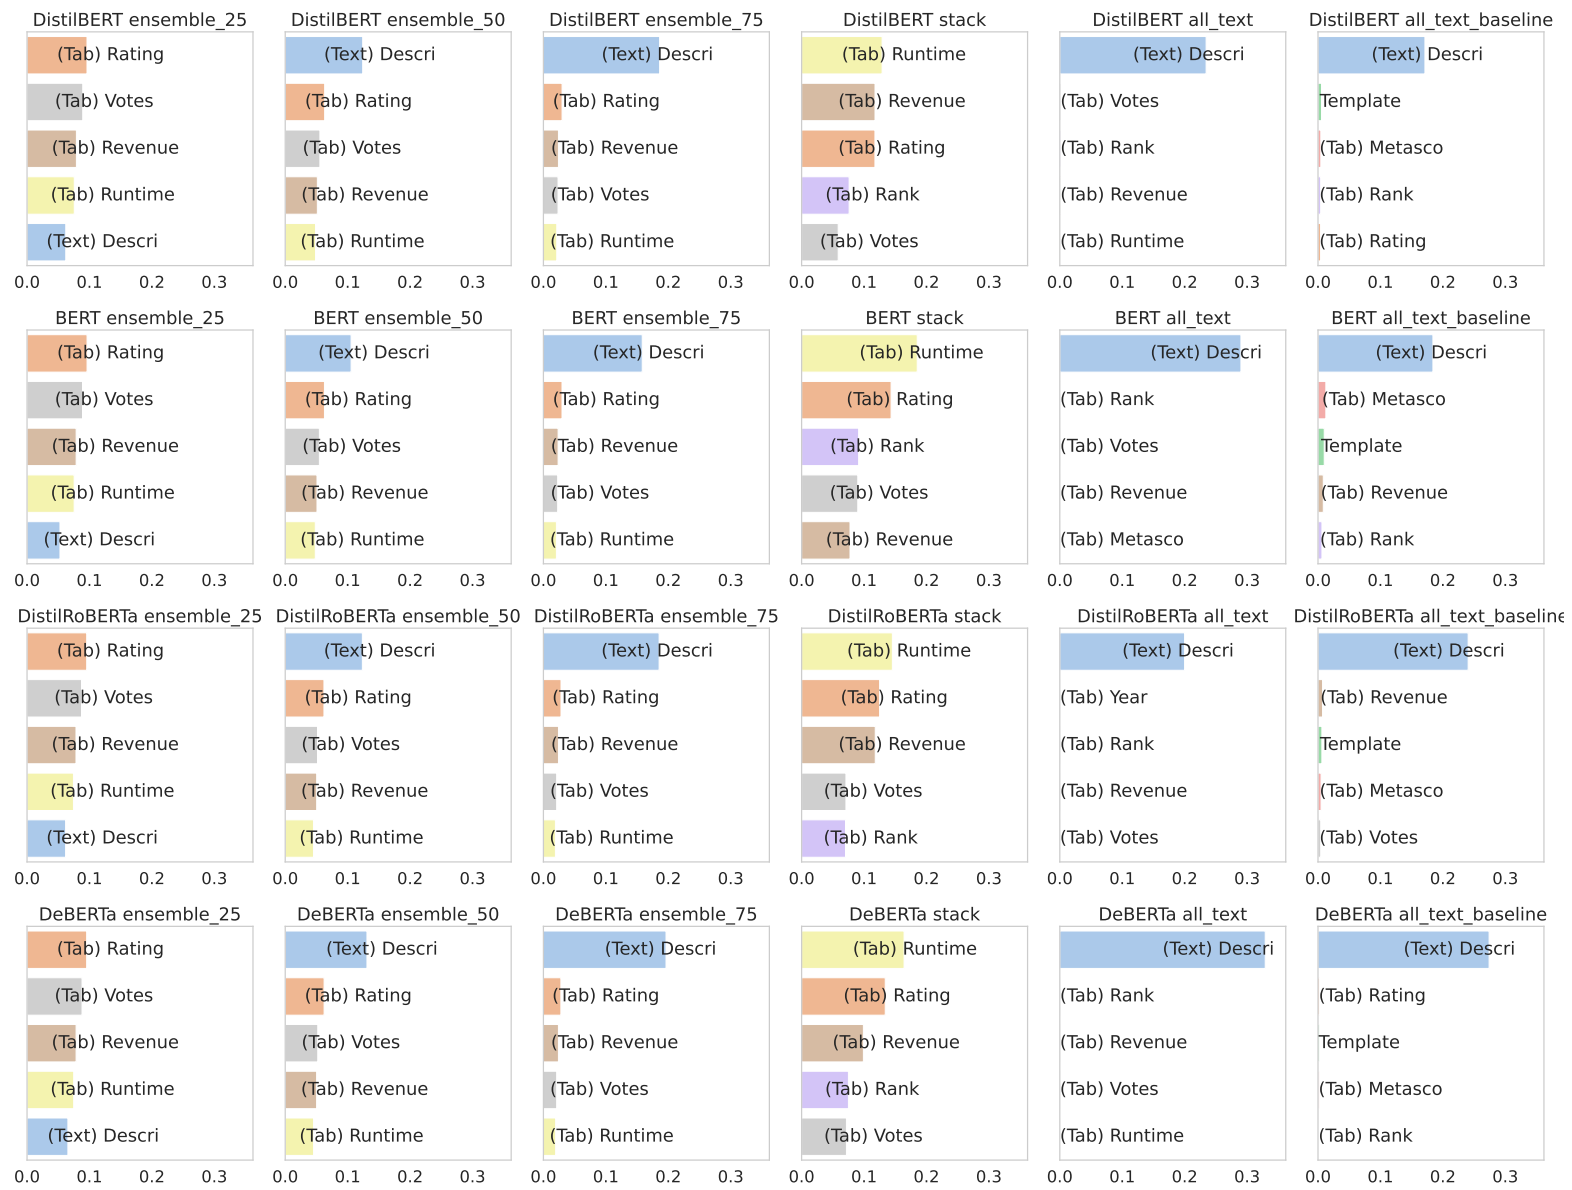 DistilBERT ensemble_25
(Tab) Rating
(Tab) Votes
(Tab) Revenue
(Tab) Runtime
(Text) Descri
0.0 0.1 0.2 0.3
DistilBERT ensemble_50
(Text) Descri
(Tab) Rating
(Tab) Votes
(Tab) Revenue
(Tab) Runtime
0.0 0.1 0.2 0.3
DistilBERT ensemble_75
(Text) Descri
(Tab) Rating
(Tab) Revenue
(Tab) Votes
(Tab) Runtime
0.0 0.1 0.2 0.3
DistilBERT stack
(Tab) Runtime
(Tab) Revenue
(Tab) Rating
(Tab) Rank
(Tab) Votes
0.0 0.1 0.2 0.3
DistilBERT all_text
(Text) Descri
(Tab) Votes
(Tab) Rank
(Tab) Revenue
(Tab) Runtime
0.0 0.1 0.2 0.3
DistilBERT all_text_baseline
(Text) Descri
Template
(Tab) Metasco
(Tab) Rank
(Tab) Rating
0.0 0.1 0.2 0.3
BERT ensemble_25
(Tab) Rating
(Tab) Votes
(Tab) Revenue
(Tab) Runtime
(Text) Descri
0.0 0.1 0.2 0.3
BERT ensemble_50
(Text) Descri
(Tab) Rating
(Tab) Votes
(Tab) Revenue
(Tab) Runtime
0.0 0.1 0.2 0.3
BERT ensemble_75
(Text) Descri
(Tab) Rating
(Tab) Revenue
(Tab) Votes
(Tab) Runtime
0.0 0.1 0.2 0.3
BERT stack
(Tab) Runtime
(Tab) Rating
(Tab) Rank
(Tab) Votes
(Tab) Revenue
0.0 0.1 0.2 0.3
BERT all_text
(Text) Descri
(Tab) Rank
(Tab) Votes
(Tab) Revenue
(Tab) Metasco
0.0 0.1 0.2 0.3
BERT all_text_baseline
(Text) Descri
(Tab) Metasco
Template
(Tab) Revenue
(Tab) Rank
0.0 0.1 0.2 0.3
DistilRoBERTa ensemble_25
(Tab) Rating
(Tab) Votes
(Tab) Revenue
(Tab) Runtime
(Text) Descri
0.0 0.1 0.2 0.3
DistilRoBERTa ensemble_50
(Text) Descri
(Tab) Rating
(Tab) Votes
(Tab) Revenue
(Tab) Runtime
0.0 0.1 0.2 0.3
DistilRoBERTa ensemble_75
(Text) Descri
(Tab) Rating
(Tab) Revenue
(Tab) Votes
(Tab) Runtime
0.0 0.1 0.2 0.3
DistilRoBERTa stack
(Tab) Runtime
(Tab) Rating
(Tab) Revenue
(Tab) Votes
(Tab) Rank
0.0 0.1 0.2 0.3
DistilRoBERTa all_text
(Text) Descri
(Tab) Year
(Tab) Rank
(Tab) Revenue
(Tab) Votes
0.0 0.1 0.2 0.3
DistilRoBERTa all_text_baseline
(Text) Descri
(Tab) Revenue
Template
(Tab) Metasco
(Tab) Votes
0.0 0.1 0.2 0.3
DeBERTa ensemble_25
(Tab) Rating
(Tab) Votes
(Tab) Revenue
(Tab) Runtime
(Text) Descri
0.0 0.1 0.2 0.3
DeBERTa ensemble_50
(Text) Descri
(Tab) Rating
(Tab) Votes
(Tab) Revenue
(Tab) Runtime
0.0 0.1 0.2 0.3
DeBERTa ensemble_75
(Text) Descri
(Tab) Rating
(Tab) Revenue
(Tab) Votes
(Tab) Runtime
0.0 0.1 0.2 0.3
DeBERTa stack
(Tab) Runtime
(Tab) Rating
(Tab) Revenue
(Tab) Rank
(Tab) Votes
0.0 0.1 0.2 0.3
DeBERTa all_text
(Text) Descri
(Tab) Rank
(Tab) Revenue
(Tab) Votes
(Tab) Runtime
0.0 0.1 0.2 0.3
DeBERTa all_text_baseline
(Text) Descri
(Tab) Rating
Template
(Tab) Metasco
(Tab) Rank
0.0 0.1 0.2 0.3